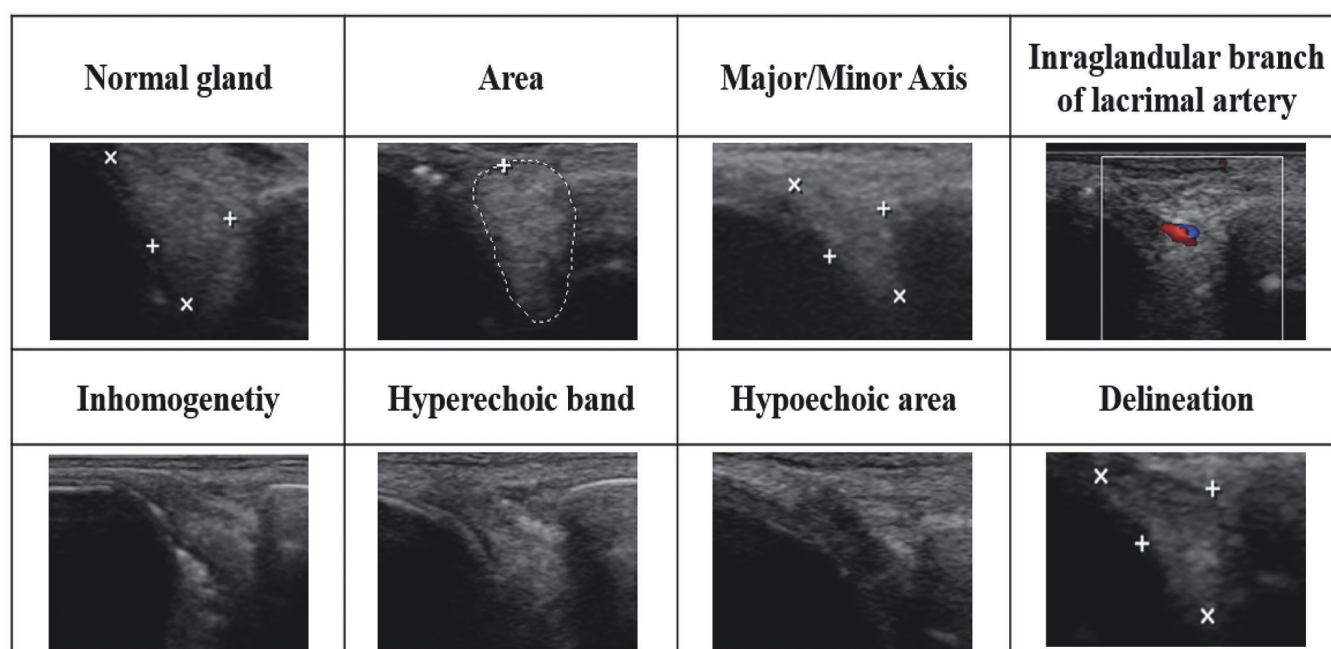 Normal gland
Area
Major/Minor Axis
Inraglandular branch
of lacrimal artery
Inhomogenetiy
Hyperechoic band
Hypoechoic area
Delineation